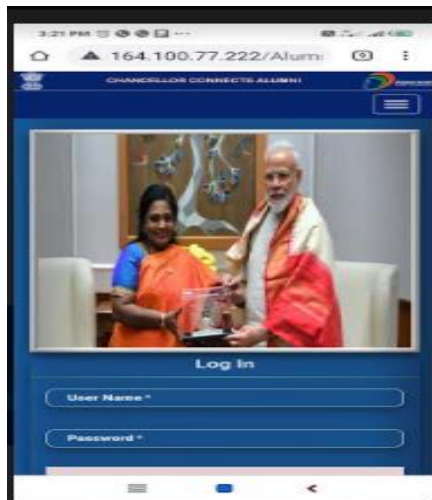 3:21 PM
164.100.77.222/Alum
CHANCELLOR CONNECTS ALUMNI
Log In
User Name *
Password *